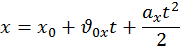 x = x₀ + ϑ₀ₓt + aₓt²/2